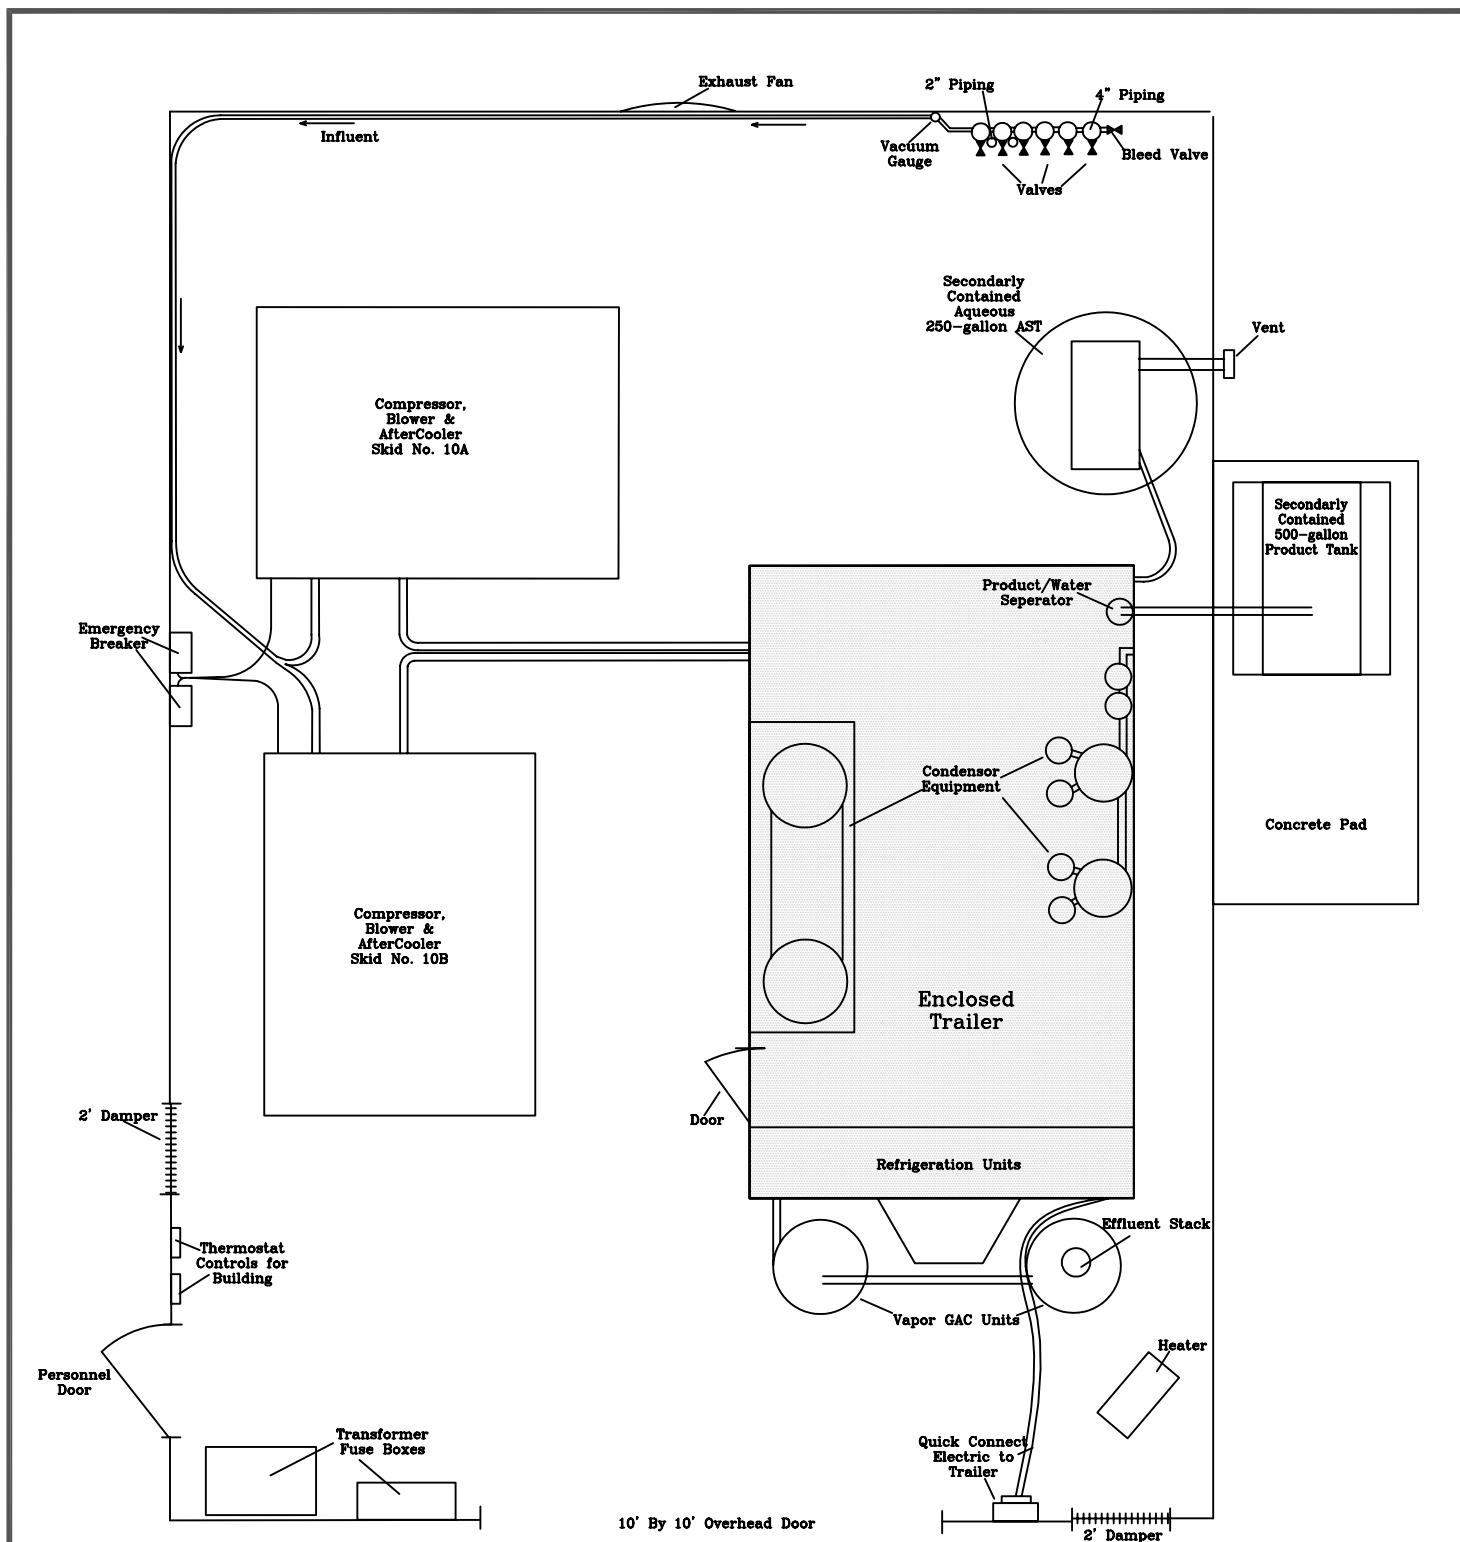 Exhaust Fan
2" Piping
4" Piping
Influent
Vacuum
Gauge
Bleed Valve
Valves
Secondarly
Contained
Aqueous
250-gallon AST
Vent
Compressor,
Blower &
AfterCooler
Skid No. 10A
Secondarly
Contained
500-gallon
Product Tank
Product/Water
Seperator
Emergency
Breaker
Condensor
Equipment
Concrete Pad
Compressor,
Blower &
AfterCooler
Skid No. 10B
Enclosed
Trailer
2' Damper
Door
Refrigeration Units
Effluent Stack
Thermostat
Controls for
Building
Vapor GAC Units
Heater
Personnel
Door
Transformer
Fuse Boxes
Quick Connect
Electric to
Trailer
10' By 10' Overhead Door
2' Damper